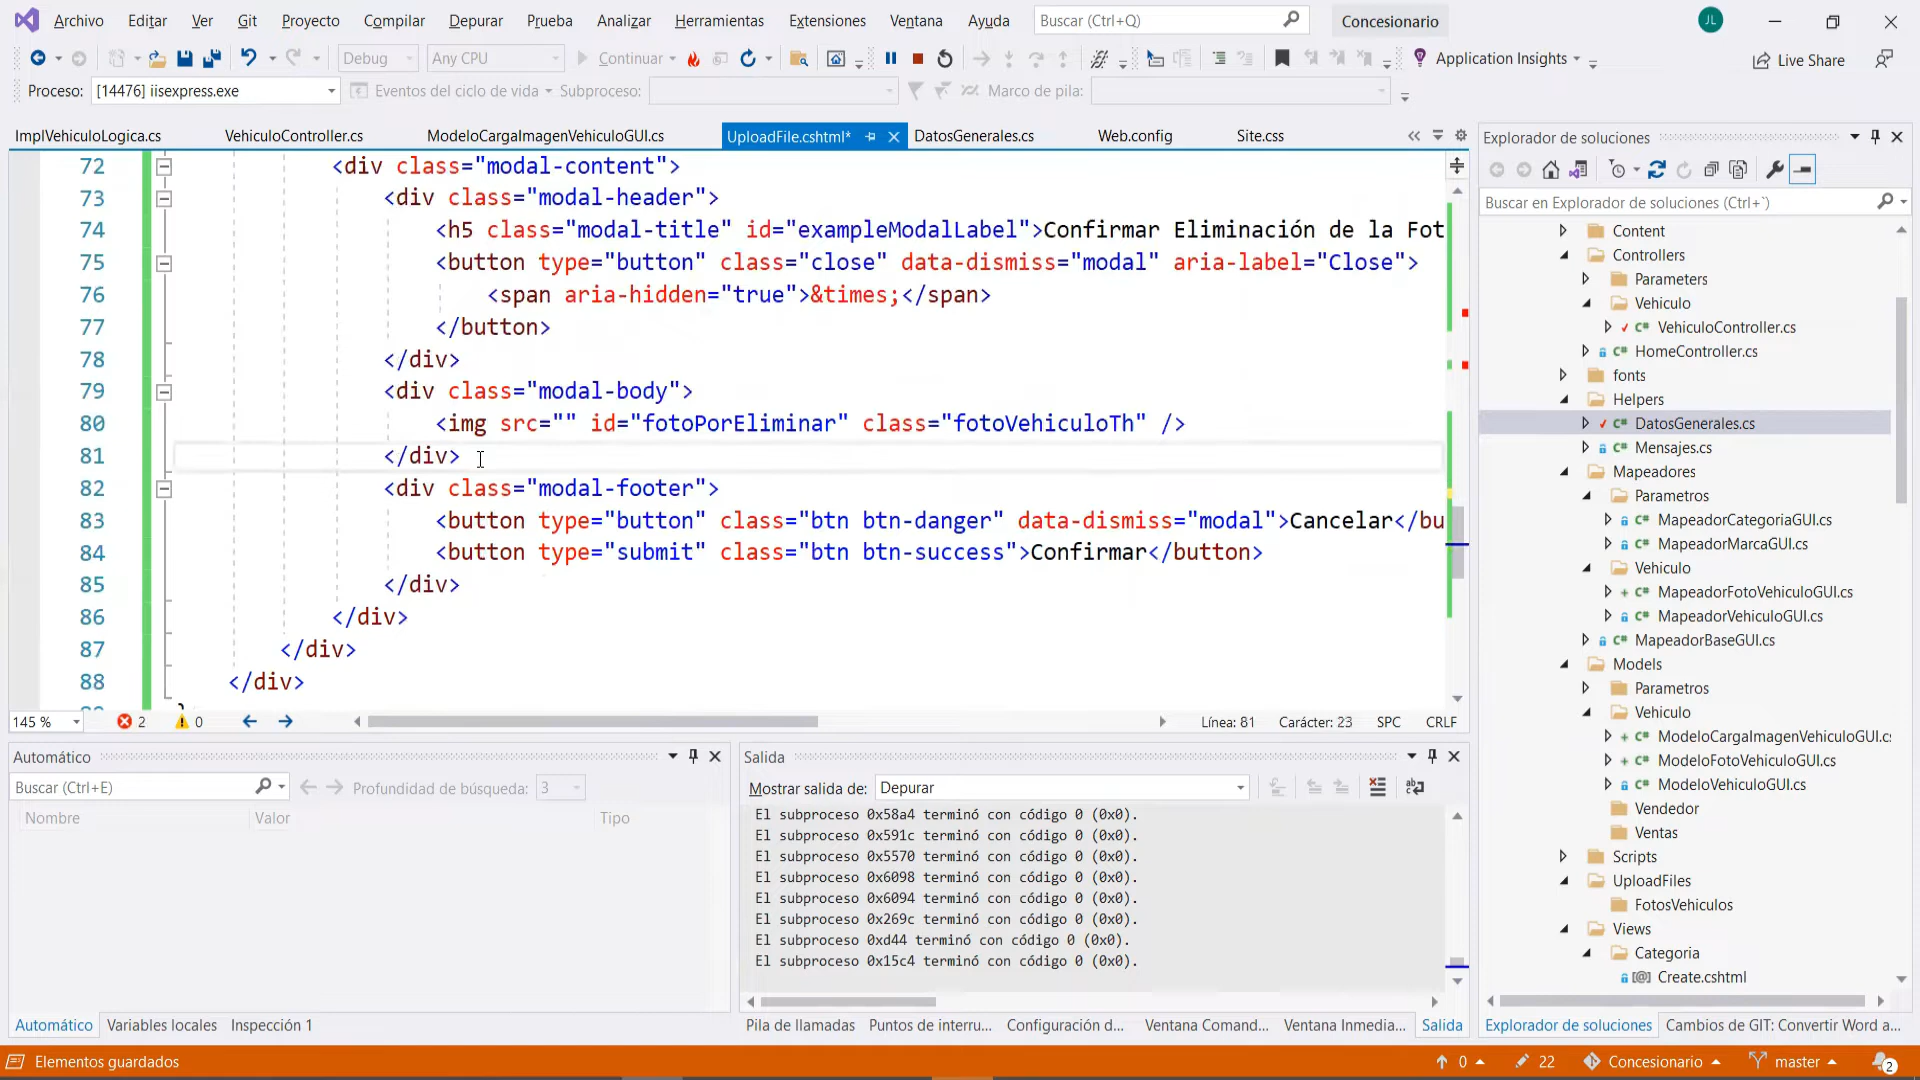 Archivo Editar Ver Git Proyecto Compilar Depurar Prueba Analizar Herramientas Extensiones Ventana Ayuda Buscar (Ctrl+Q) Concesionario JL
Debug Any CPU Continuar Application Insights Live Share
Proceso: [14476] iisexpress.exe Eventos del ciclo de vida Subproceso: Marco de pila:
ImplVehiculoLogica.cs VehiculoController.cs ModeloCargaImagenVehiculoGUI.cs UploadFile.cshtml* DatosGenerales.cs Web.config Site.css
72 <div class="modal-content">
73 <div class="modal-header">
74 <h5 class="modal-title" id="exampleModalLabel">Confirmar Eliminación de la Fot
75 <button type="button" class="close" data-dismiss="modal" aria-label="Close">
76 <span aria-hidden="true">&times;</span>
77 </button>
78 </div>
79 <div class="modal-body">
80 <img src="" id="fotoPorEliminar" class="fotoVehiculoTh" />
81 </div>
82 <div class="modal-footer">
83 <button type="button" class="btn btn-danger" data-dismiss="modal">Cancelar</bu
84 <button type="submit" class="btn btn-success">Confirmar</button>
85 </div>
86 </div>
87 </div>
88 </div>
145 % 2 0 Línea: 81 Carácter: 23 SPC CRLF
Automático
Buscar (Ctrl+E) Profundidad de búsqueda: 3
Nombre Valor Tipo
Automático Variables locales Inspección 1
Salida
Mostrar salida de: Depurar
El subproceso 0x58a4 terminó con código 0 (0x0).
El subproceso 0x591c terminó con código 0 (0x0).
El subproceso 0x5570 terminó con código 0 (0x0).
El subproceso 0x6098 terminó con código 0 (0x0).
El subproceso 0x6094 terminó con código 0 (0x0).
El subproceso 0x269c terminó con código 0 (0x0).
El subproceso 0xd44 terminó con código 0 (0x0).
El subproceso 0x15c4 terminó con código 0 (0x0).
Pila de llamadas Puntos de interru... Configuración d... Ventana Comand... Ventana Inmedia... Salida
Explorador de soluciones
Buscar en Explorador de soluciones (Ctrl+`)
Content
Controllers
Parameters
Vehiculo
VehiculoController.cs
HomeController.cs
fonts
Helpers
DatosGenerales.cs
Mensajes.cs
Mapeadores
Parametros
MapeadorCategoriaGUI.cs
MapeadorMarcaGUI.cs
Vehiculo
MapeadorFotoVehiculoGUI.cs
MapeadorVehiculoGUI.cs
MapeadorBaseGUI.cs
Models
Parametros
Vehiculo
ModeloCargaImagenVehiculoGUI.cs
ModeloFotoVehiculoGUI.cs
ModeloVehiculoGUI.cs
Vendedor
Ventas
Scripts
UploadFiles
FotosVehiculos
Views
Categoria
Create.cshtml
Explorador de soluciones Cambios de GIT: Convertir Word a...
Elementos guardados 0 22 Concesionario master 2